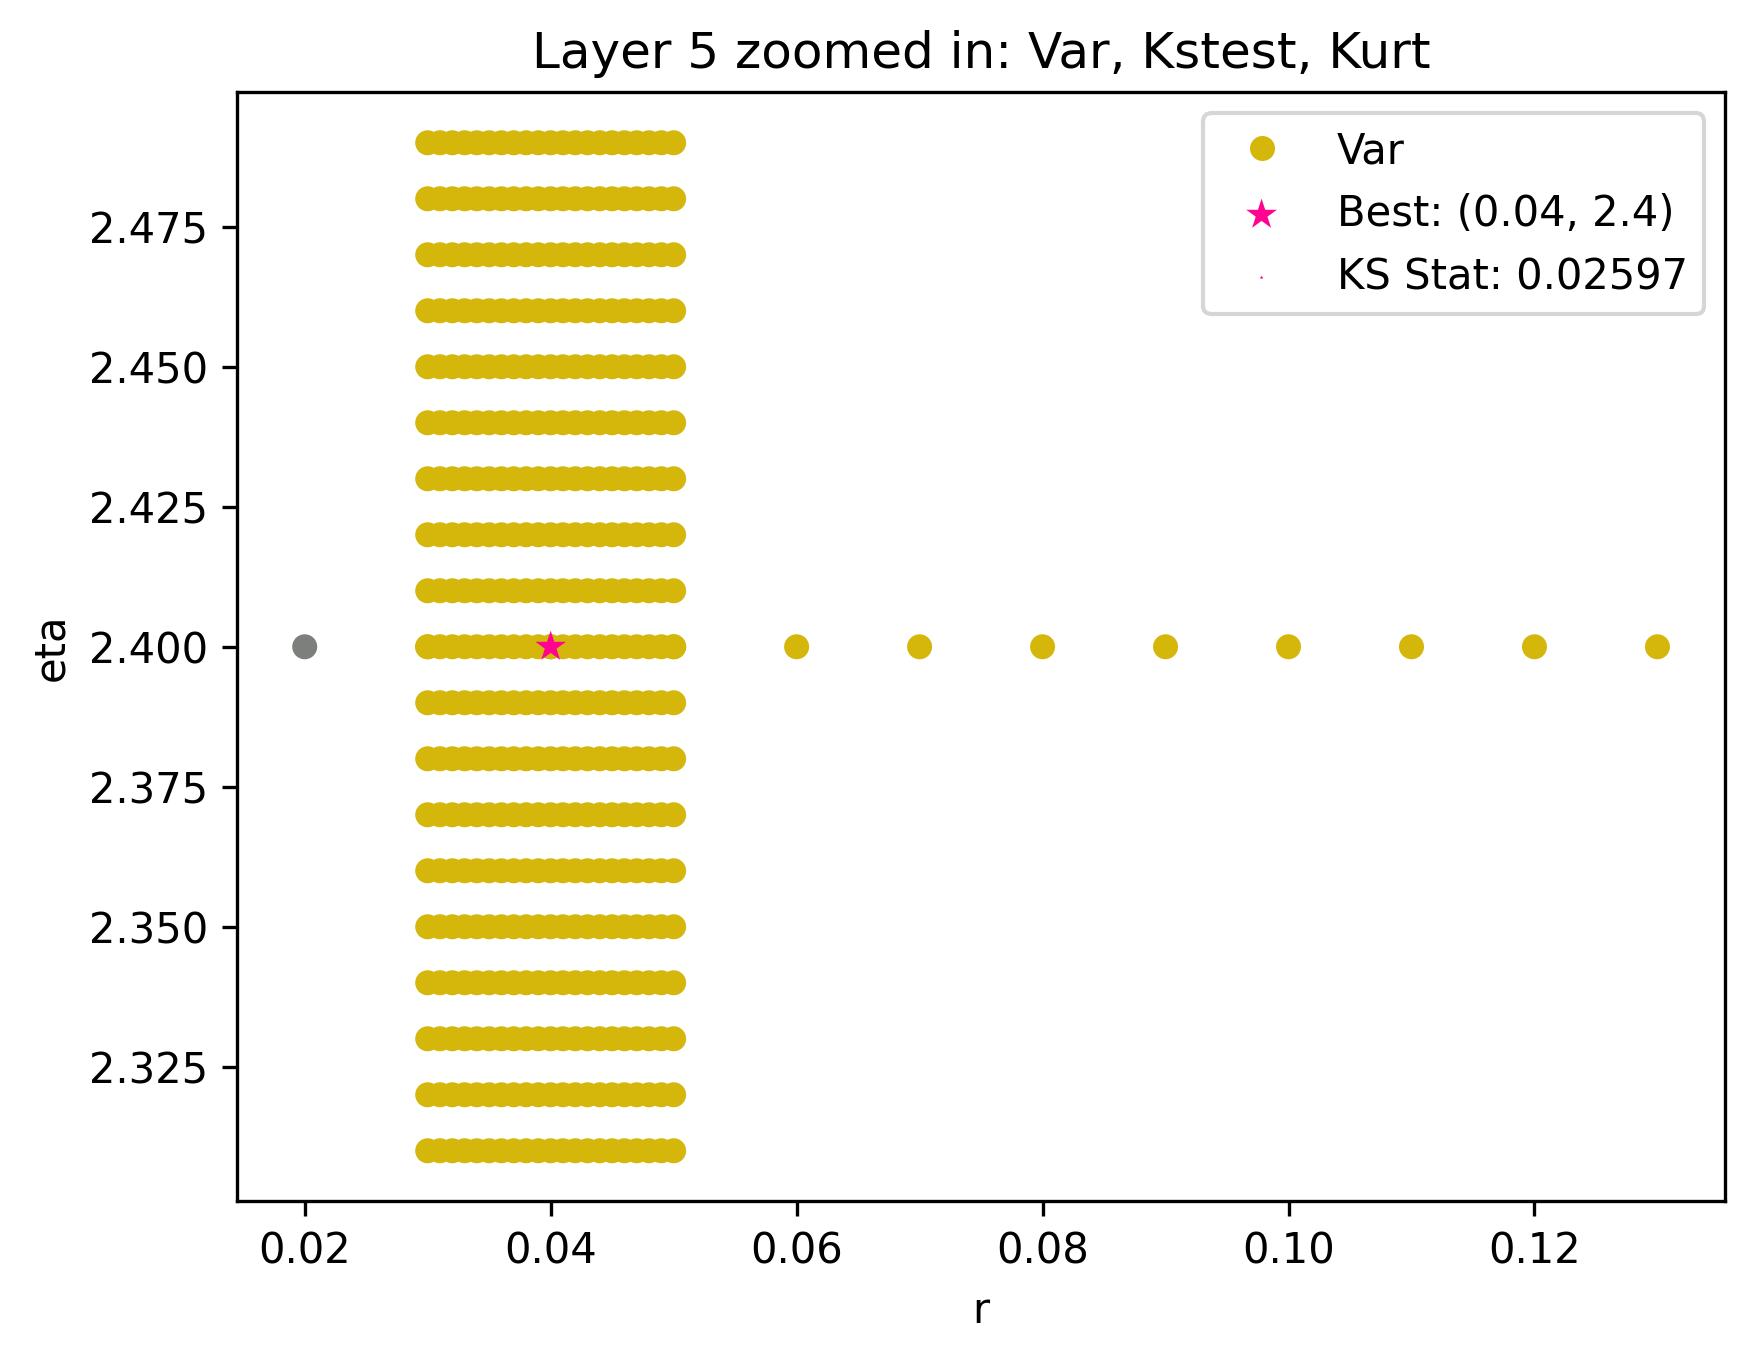 Layer 5 zoomed in: Var, Kstest, Kurt
Var
Best: (0.04, 2.4)
KS Stat: 0.02597
eta
2.475
2.450
2.425
2.400
2.375
2.350
2.325
0.02 0.04 0.06 0.08 0.10 0.12
r